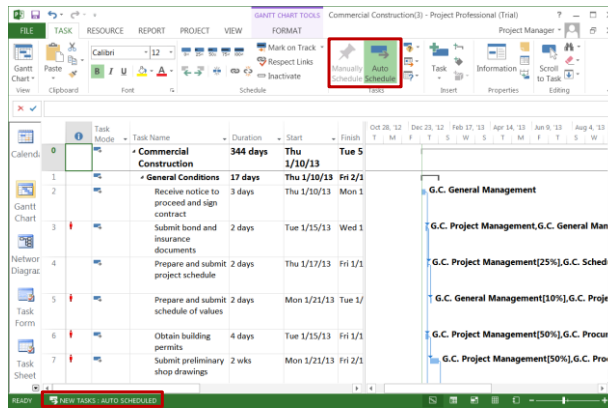 GANTT CHART TOOLS Commercial Construction(3) - Project Professional (Trial)
FILE TASK RESOURCE REPORT PROJECT VIEW FORMAT Project Manager
Calibri 12 Mark on Track
Respect Links
B I U A Inactivate
Gantt Chart Paste Manually Schedule Auto Schedule Task Information Scroll to Task
View Clipboard Font Schedule Tasks Insert Properties Editing
Task Mode Task Name Duration Start Finish
Oct 28, '12 Dec 23, '12 Feb 17, '13 Apr 14, '13 Jun 9, '13 Aug 4, '13
T M F T S W S T M F T S W
0 Commercial Construction 344 days Thu 1/10/13 Tue 5
1 General Conditions 17 days Thu 1/10/13 Fri 2/1
2 Receive notice to proceed and sign contract 3 days Thu 1/10/13 Mon 1 G.C. General Management
3 Submit bond and insurance documents 2 days Tue 1/15/13 Wed 1 G.C. Project Management,G.C. General Man
4 Prepare and submit project schedule 2 days Thu 1/17/13 Fri 1/1 G.C. Project Management[25%],G.C. Sched
5 Prepare and submit schedule of values 2 days Mon 1/21/13 Tue 1/ G.C. General Management[10%],G.C. Proje
6 Obtain building permits 4 days Tue 1/15/13 Fri 1/1 G.C. Project Management[50%],G.C. Procur
7 Submit preliminary shop drawings 2 wks Mon 1/21/13 Fri 2/1 G.C. Project Management[50%],G.C. Pro
Calenda
Gantt Chart
Networ Diagrac
Task Form
Task Sheet
READY NEW TASKS : AUTO SCHEDULED